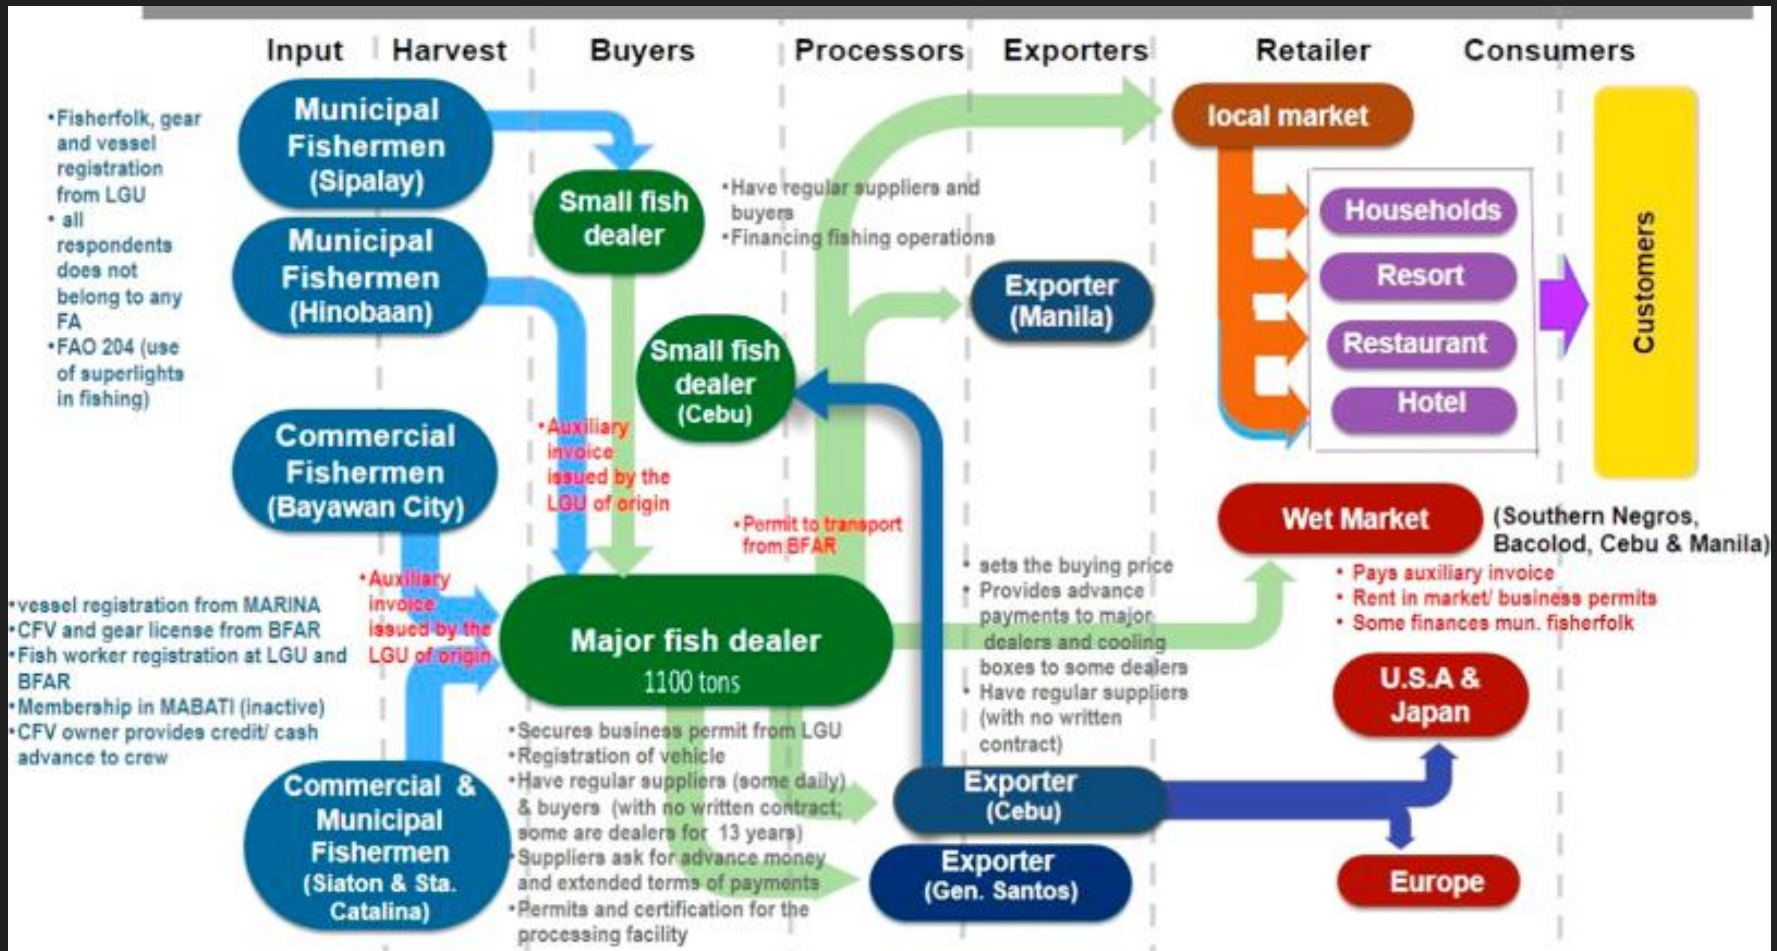 Input
Harvest
Buyers
Processors
Exporters
Retailer
Consumers
•Fisherfolk, gear
and vessel
registration
from LGU
• all
respondents
does not
belong to any
FA
•FAO 204 (use
of superlights
in fishing)
Municipal
Fishermen
(Sipalay)
Municipal
Fishermen
(Hinobaan)
Commercial
Fishermen
(Bayawan City)
•vessel registration from MARINA
•CFV and gear license from BFAR
•Fish worker registration at LGU and
BFAR
•Membership in MABATI (inactive)
•CFV owner provides credit/ cash
advance to crew
Commercial &
Municipal
Fishermen
(Siaton & Sta.
Catalina)
•Auxiliary
invoice
issued by the
LGU of origin
Small fish
dealer
•Have regular suppliers and
buyers
•Financing fishing operations
Small fish
dealer
(Cebu)
•Auxiliary
invoice
issued by the
LGU of origin
•Permit to transport
from BFAR
Major fish dealer
1100 tons
•Secures business permit from LGU
•Registration of vehicle
•Have regular suppliers (some daily)
& buyers (with no written contract;
some are dealers for 13 years)
•Suppliers ask for advance money
and extended terms of payments
•Permits and certification for the
processing facility
Exporter
(Manila)
• sets the buying price
• Provides advance
payments to major
dealers and cooling
boxes to some dealers
• Have regular suppliers
(with no written
contract)
Exporter
(Cebu)
Exporter
(Gen. Santos)
local market
Households
Resort
Restaurant
Hotel
Customers
Wet Market
(Southern Negros,
Bacolod, Cebu & Manila)
• Pays auxiliary invoice
• Rent in market/ business permits
• Some finances mun. fisherfolk
U.S.A &
Japan
Europe